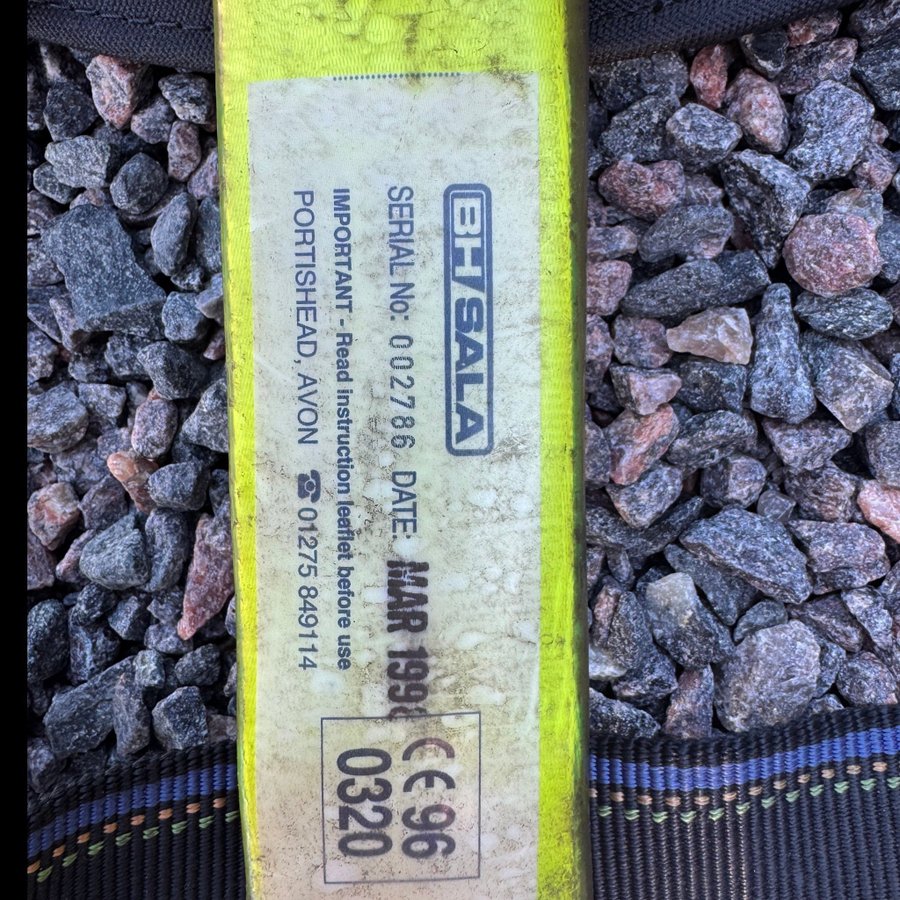 BH SALA
SERIAL No: 002786 DATE: MAR
IMPORTANT - Read instruction leaflet before use
PORTISHEAD, AVON ☎ 01275 849114
CE 96
0320